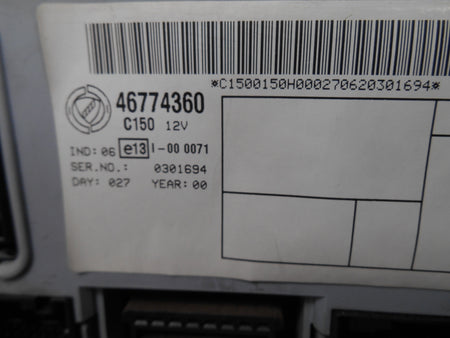 *C1500150H000270620301694*
46774360
C150 12V
IND: 06 e13 I-00 0071
SER.NO.: 0301694
DAY: 027 YEAR: 00